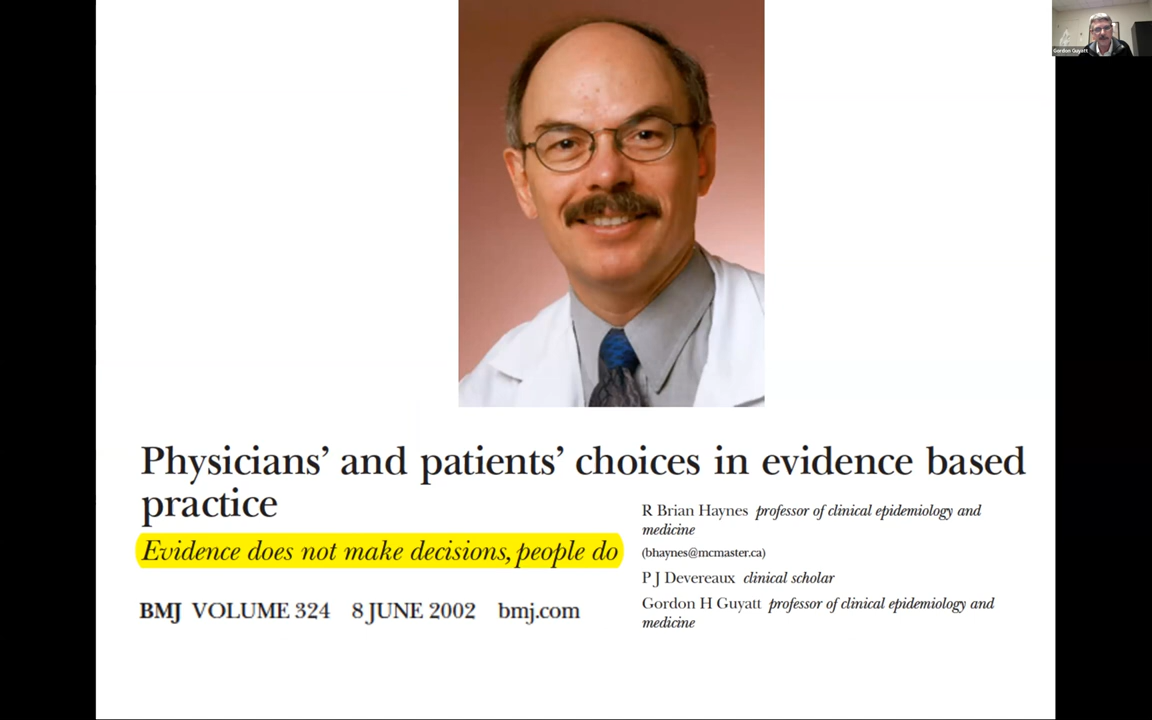 Gordon Guyatt
Physicians' and patients' choices in evidence based
practice
Evidence does not make decisions, people do
BMJ VOLUME 324 8 JUNE 2002 bmj.com
R Brian Haynes professor of clinical epidemiology and
medicine
(bhaynes@mcmaster.ca)
P J Devereaux clinical scholar
Gordon H Guyatt professor of clinical epidemiology and
medicine